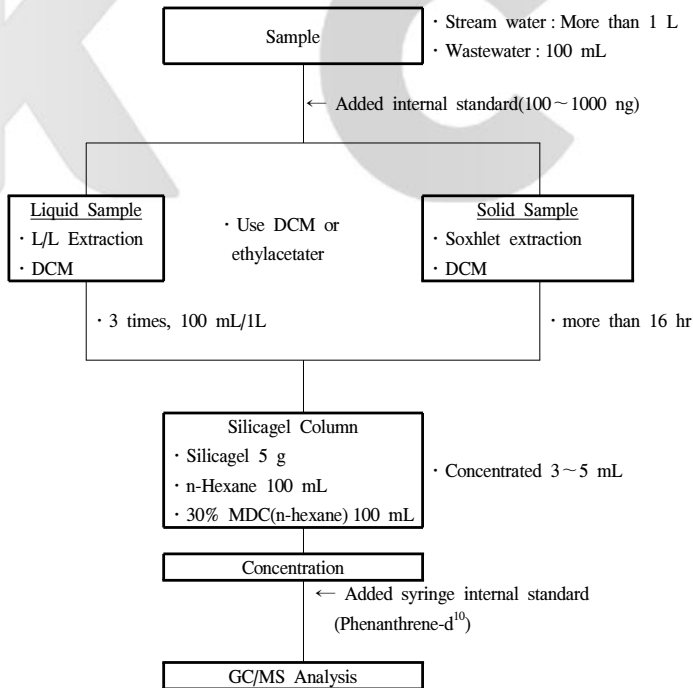 Sample
· Stream water : More than 1 L
· Wastewater : 100 mL
← Added internal standard(100～1000 ng)
Liquid Sample
· L/L Extraction
· DCM
· Use DCM or
ethylacetater
Solid Sample
· Soxhlet extraction
· DCM
· 3 times, 100 mL/1L
· more than 16 hr
Silicagel Column
· Silicagel 5 g
· n-Hexane 100 mL
· 30% MDC(n-hexane) 100 mL
· Concentrated 3～5 mL
Concentration
← Added syringe internal standard
(Phenanthrene-d¹⁰)
GC/MS Analysis